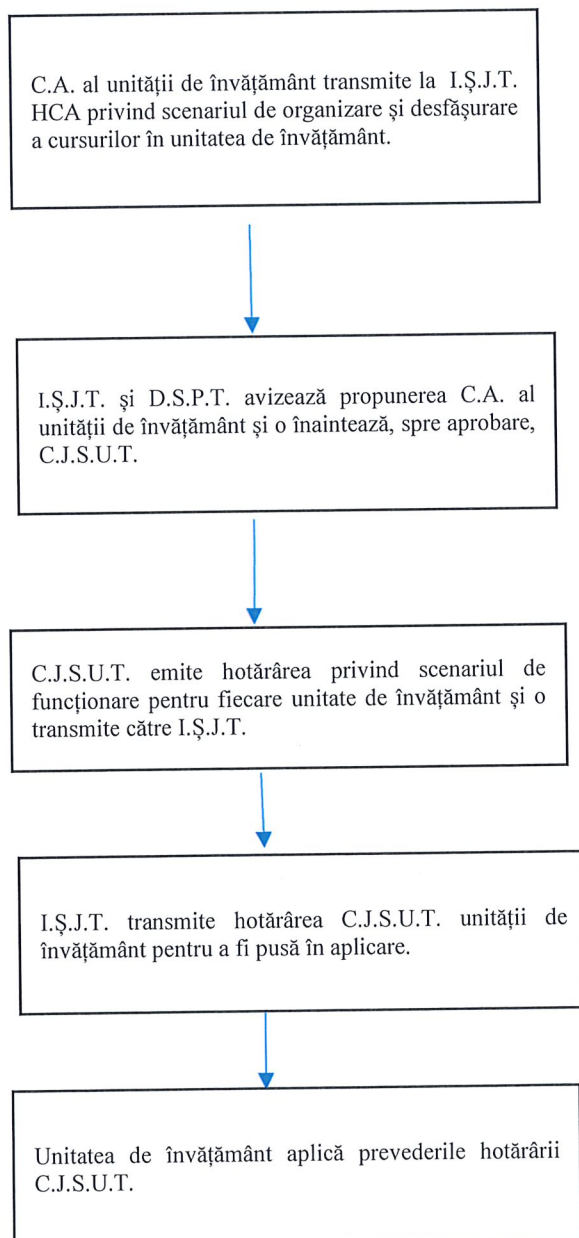 C.A. al unității de învățământ transmite la I.Ș.J.T.
HCA privind scenariul de organizare și desfășurare
a cursurilor în unitatea de învățământ.
I.Ș.J.T. și D.S.P.T. avizează propunerea C.A. al
unității de învățământ și o înaintează, spre aprobare,
C.J.S.U.T.
C.J.S.U.T. emite hotărârea privind scenariul de
funcționare pentru fiecare unitate de învățământ și o
transmite către I.Ș.J.T.
I.Ș.J.T. transmite hotărârea C.J.S.U.T. unității de
învățământ pentru a fi pusă în aplicare.
Unitatea de învățământ aplică prevederile hotărârii
C.J.S.U.T.